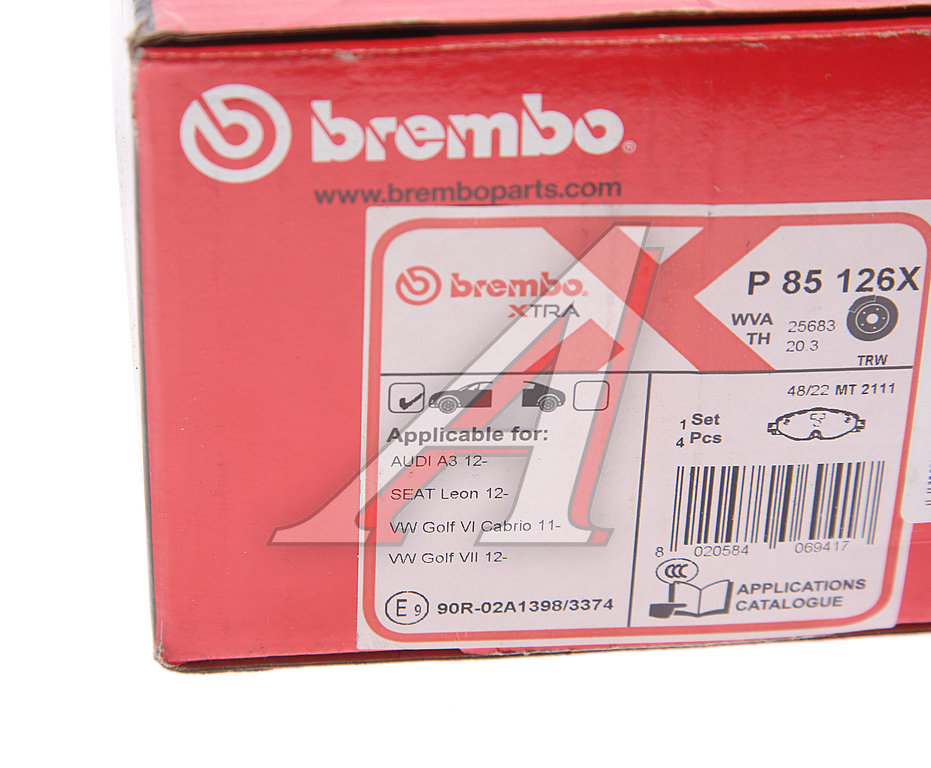 brembo®
www.bremboparts.com
brembo®
XTRA
P 85 126X
WVA 25683
TH 20.3
TRW
48/22 MT 2111
1 Set
4 Pcs
Applicable for:
AUDI A3 12-
SEAT Leon 12-
VW Golf VI Cabrio 11-
VW Golf VII 12-
8 020584 069417
CCC
E9 90R-02A1398/3374
APPLICATIONS
CATALOGUE